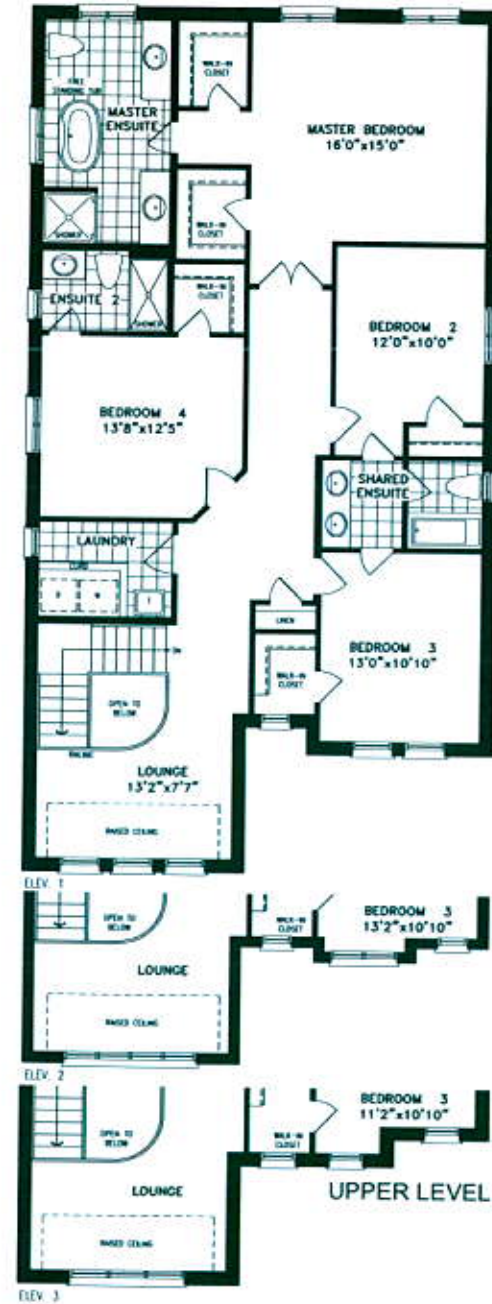 WALK-IN
CLOSET
FREE
STANDING TUB
MASTER
ENSUITE
MASTER BEDROOM
16'0"x15'0"
WALK-IN
CLOSET
SHOWER
ENSUITE 2
SHOWER
WALK-IN
CLOSET
BEDROOM 2
12'0"x10'0"
BEDROOM 4
13'8"x12'5"
SHARED
ENSUITE
LAUNDRY
LINEN
BEDROOM 3
13'0"x10'10"
WALK-IN
CLOSET
DN
OPEN TO
BELOW
RAILING
LOUNGE
13'2"x7'7"
RAISED CEILING
ELEV. 1
OPEN TO
BELOW
WALK-IN
CLOSET
BEDROOM 3
13'2"x10'10"
LOUNGE
RAISED CEILING
ELEV. 2
OPEN TO
BELOW
WALK-IN
CLOSET
BEDROOM 3
11'2"x10'10"
LOUNGE
UPPER LEVEL
RAISED CEILING
ELEV. 3